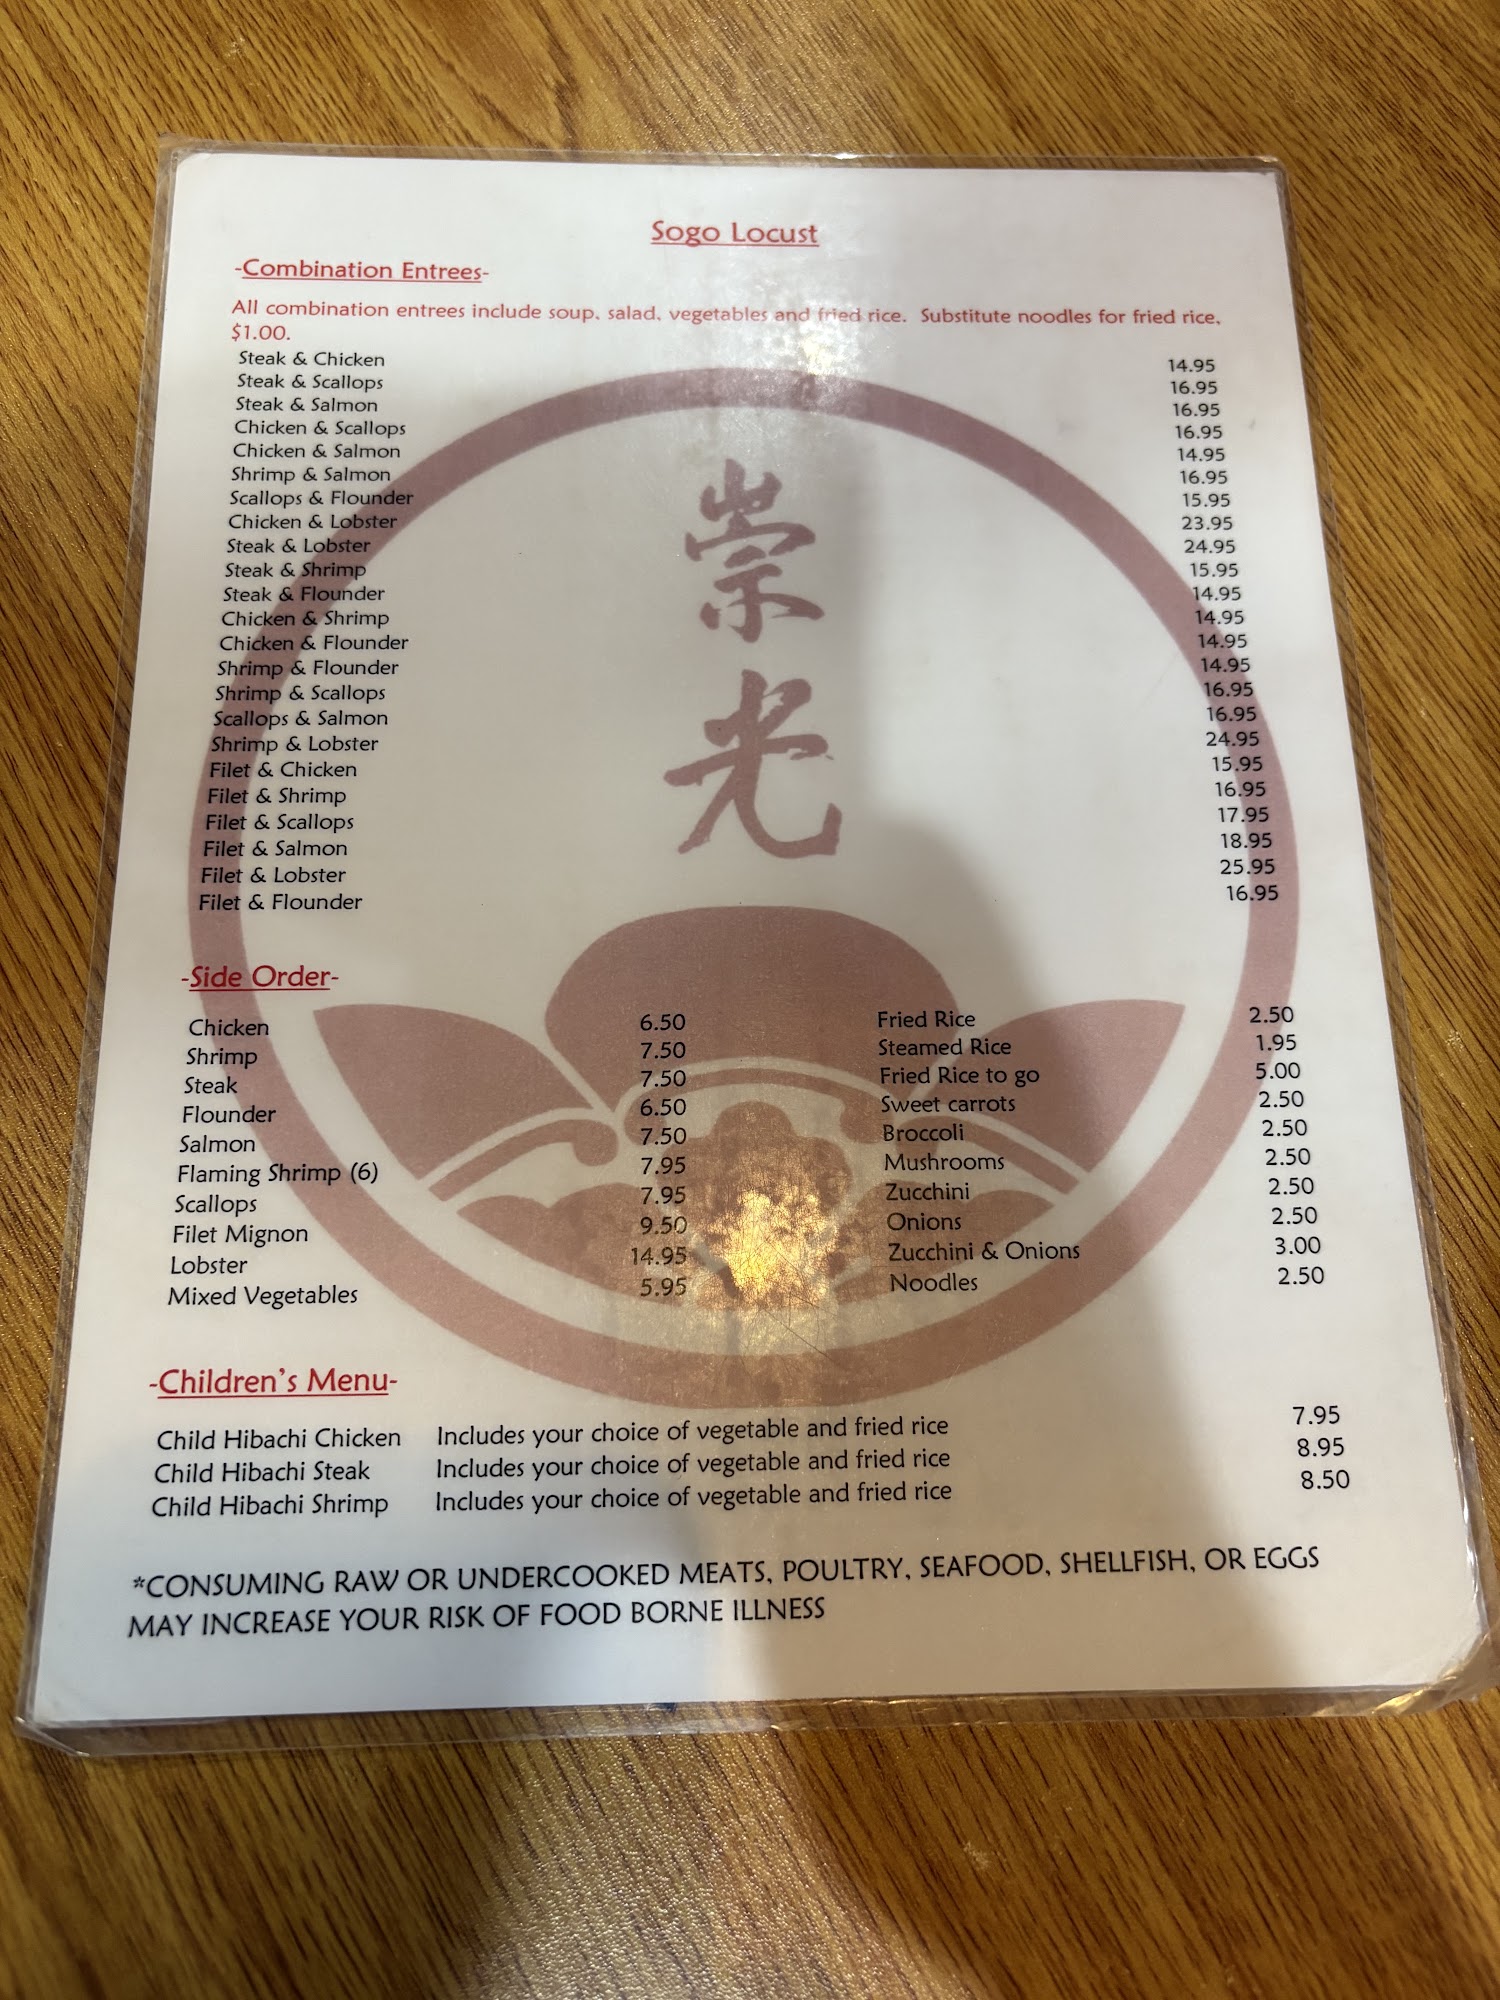 Sogo Locust
-Combination Entrees-
All combination entrees include soup, salad, vegetables and fried rice. Substitute noodles for fried rice,
$1.00.
Steak & Chicken 14.95
Steak & Scallops 16.95
Steak & Salmon 16.95
Chicken & Scallops 16.95
Chicken & Salmon 14.95
Shrimp & Salmon 16.95
Scallops & Flounder 15.95
Chicken & Lobster 23.95
Steak & Lobster 24.95
Steak & Shrimp 15.95
Steak & Flounder 14.95
Chicken & Shrimp 14.95
Chicken & Flounder 14.95
Shrimp & Flounder 14.95
Shrimp & Scallops 16.95
Scallops & Salmon 16.95
Shrimp & Lobster 24.95
Filet & Chicken 15.95
Filet & Shrimp 16.95
Filet & Scallops 17.95
Filet & Salmon 18.95
Filet & Lobster 25.95
Filet & Flounder 16.95
崇
光
-Side Order-
Chicken 6.50 Fried Rice 2.50
Shrimp 7.50 Steamed Rice 1.95
Steak 7.50 Fried Rice to go 5.00
Flounder 6.50 Sweet carrots 2.50
Salmon 7.50 Broccoli 2.50
Flaming Shrimp (6) 7.95 Mushrooms 2.50
Scallops 7.95 Zucchini 2.50
Filet Mignon 9.50 Onions 2.50
Lobster 14.95 Zucchini & Onions 3.00
Mixed Vegetables 5.95 Noodles 2.50
-Children's Menu-
Child Hibachi Chicken Includes your choice of vegetable and fried rice 7.95
Child Hibachi Steak Includes your choice of vegetable and fried rice 8.95
Child Hibachi Shrimp Includes your choice of vegetable and fried rice 8.50
*CONSUMING RAW OR UNDERCOOKED MEATS, POULTRY, SEAFOOD, SHELLFISH, OR EGGS
MAY INCREASE YOUR RISK OF FOOD BORNE ILLNESS